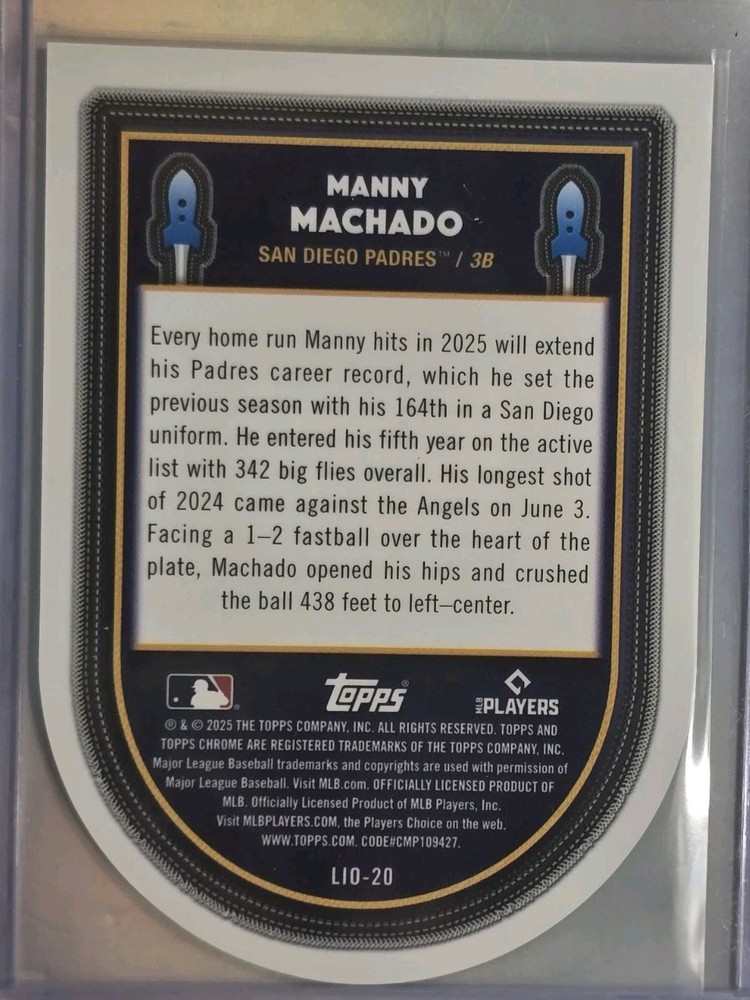 MANNY
MACHADO
SAN DIEGO PADRES™ / 3B
Every home run Manny hits in 2025 will extend
his Padres career record, which he set the
previous season with his 164th in a San Diego
uniform. He entered his fifth year on the active
list with 342 big flies overall. His longest shot
of 2024 came against the Angels on June 3.
Facing a 1–2 fastball over the heart of the
plate, Machado opened his hips and crushed
the ball 438 feet to left–center.
Topps®
MLB PLAYERS
® & © 2025 THE TOPPS COMPANY, INC. ALL RIGHTS RESERVED. TOPPS AND
TOPPS CHROME ARE REGISTERED TRADEMARKS OF THE TOPPS COMPANY, INC.
Major League Baseball trademarks and copyrights are used with permission of
Major League Baseball. Visit MLB.com. OFFICIALLY LICENSED PRODUCT OF
MLB. Officially Licensed Product of MLB Players, Inc.
Visit MLBPLAYERS.COM, the Players Choice on the web.
WWW.TOPPS.COM. CODE#CMP109427.
LIO-20